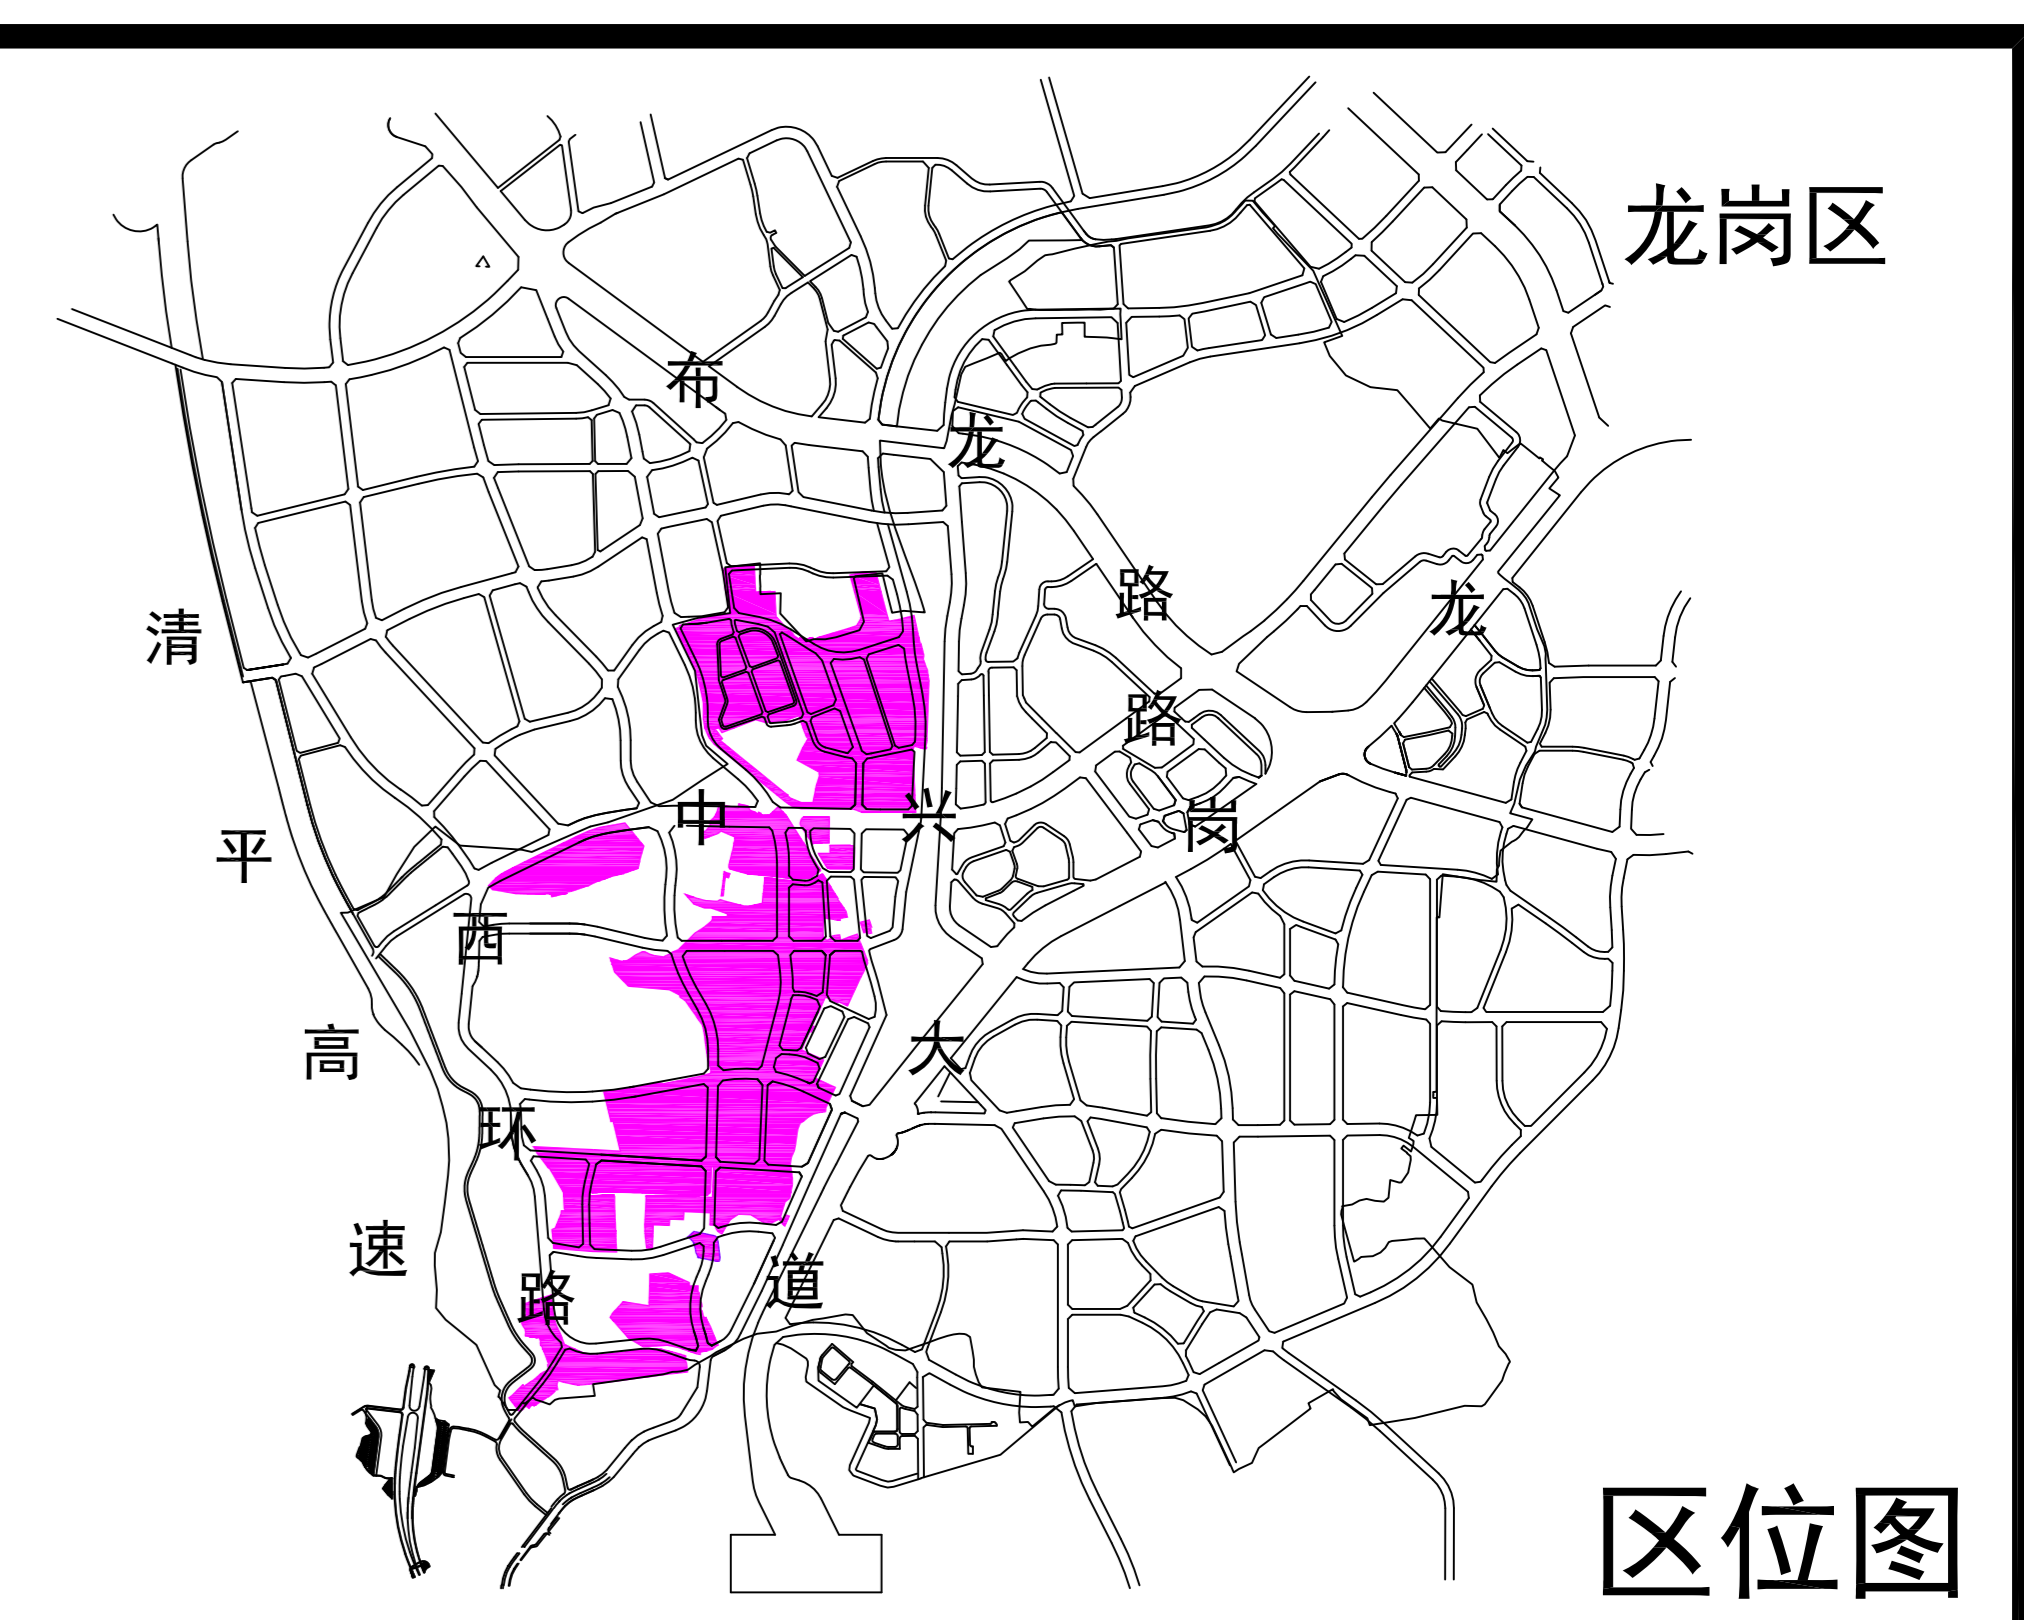 龙岗区
布龙路
清平高速
中兴路
西环路
龙岗大道
区位图